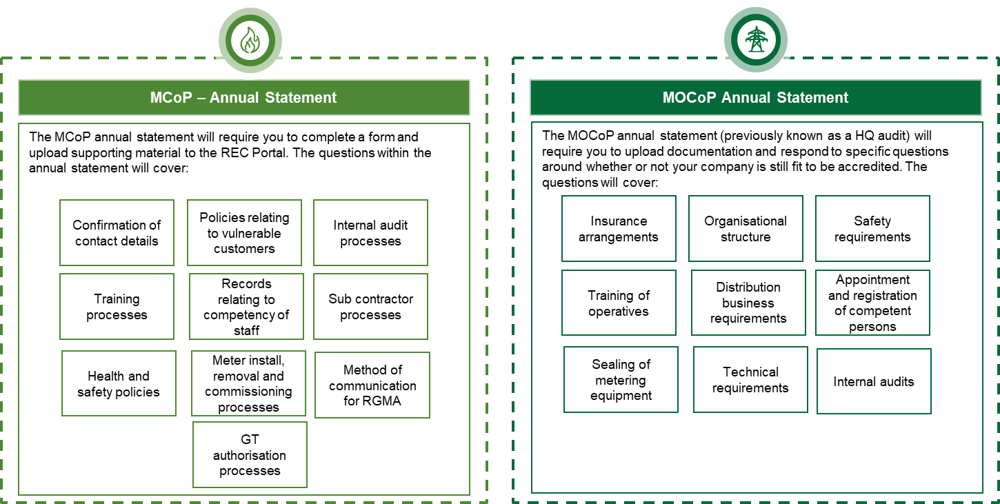 MCoP – Annual Statement
The MCoP annual statement will require you to complete a form and
upload supporting material to the REC Portal. The questions within the
annual statement will cover:
Confirmation of
contact details
Policies relating
to vulnerable
customers
Internal audit
processes
Training
processes
Records
relating to
competency of
staff
Sub contractor
processes
Health and
safety policies
Meter install,
removal and
commissioning
processes
Method of
communication
for RGMA
GT
authorisation
processes
MOCoP Annual Statement
The MOCoP annual statement (previously known as a HQ audit) will
require you to upload documentation and respond to specific questions
around whether or not your company is still fit to be accredited. The
questions will cover:
Insurance
arrangements
Organisational
structure
Safety
requirements
Training of
operatives
Distribution
business
requirements
Appointment
and registration
of competent
persons
Sealing of
metering
equipment
Technical
requirements
Internal audits